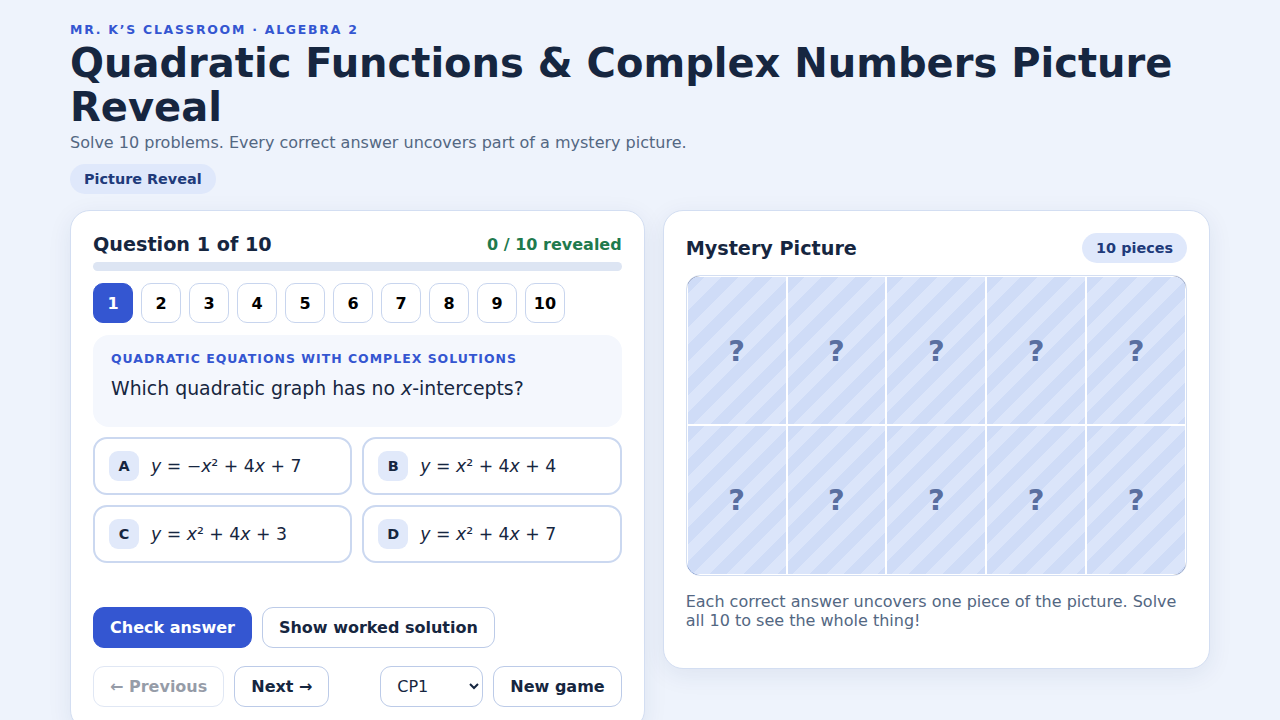 MR. K’S CLASSROOM · ALGEBRA 2
Quadratic Functions & Complex Numbers Picture
Reveal
Solve 10 problems. Every correct answer uncovers part of a mystery picture.
Picture Reveal
Question 1 of 10
0 / 10 revealed
1 2 3 4 5 6 7 8 9 10
QUADRATIC EQUATIONS WITH COMPLEX SOLUTIONS
Which quadratic graph has no x-intercepts?
A y = −x² + 4x + 7
B y = x² + 4x + 4
C y = x² + 4x + 3
D y = x² + 4x + 7
Check answer
Show worked solution
← Previous
Next →
CP1
New game
Mystery Picture
10 pieces
? ? ? ? ?
? ? ? ? ?
Each correct answer uncovers one piece of the picture. Solve
all 10 to see the whole thing!